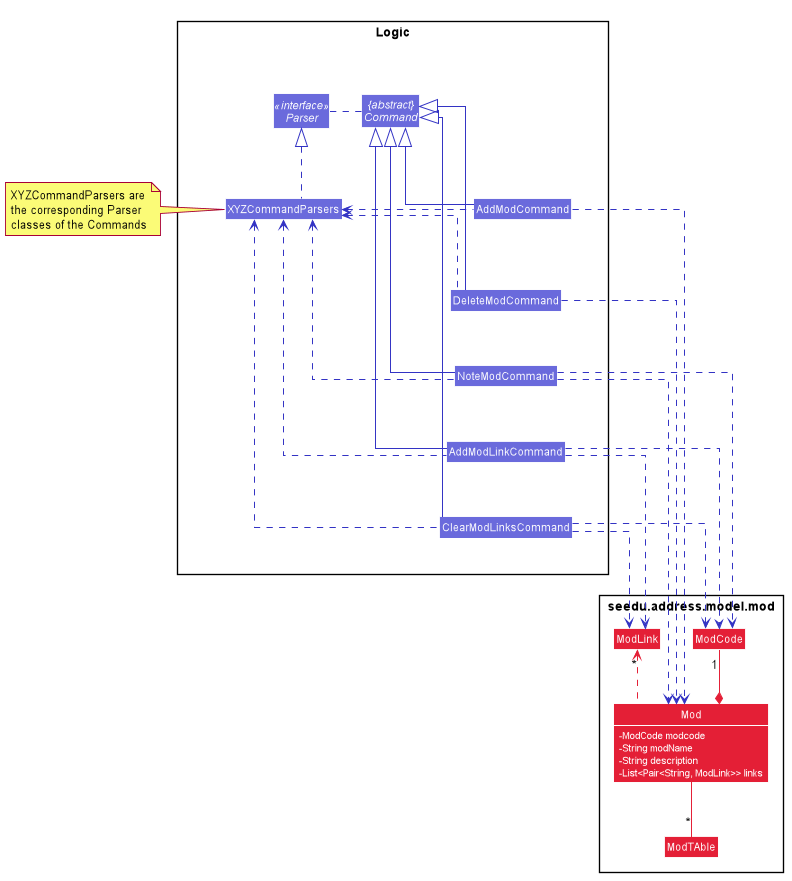 Logic
«interface»
Parser
{abstract}
Command
XYZCommandParsers are
the corresponding Parser
classes of the Commands
XYZCommandParsers
AddModCommand
DeleteModCommand
NoteModCommand
AddModLinkCommand
ClearModLinksCommand
seedu.address.model.mod
ModLink
ModCode
*
1
Mod
-ModCode modcode
-String modName
-String description
-List<Pair<String, ModLink>> links
*
ModTAble